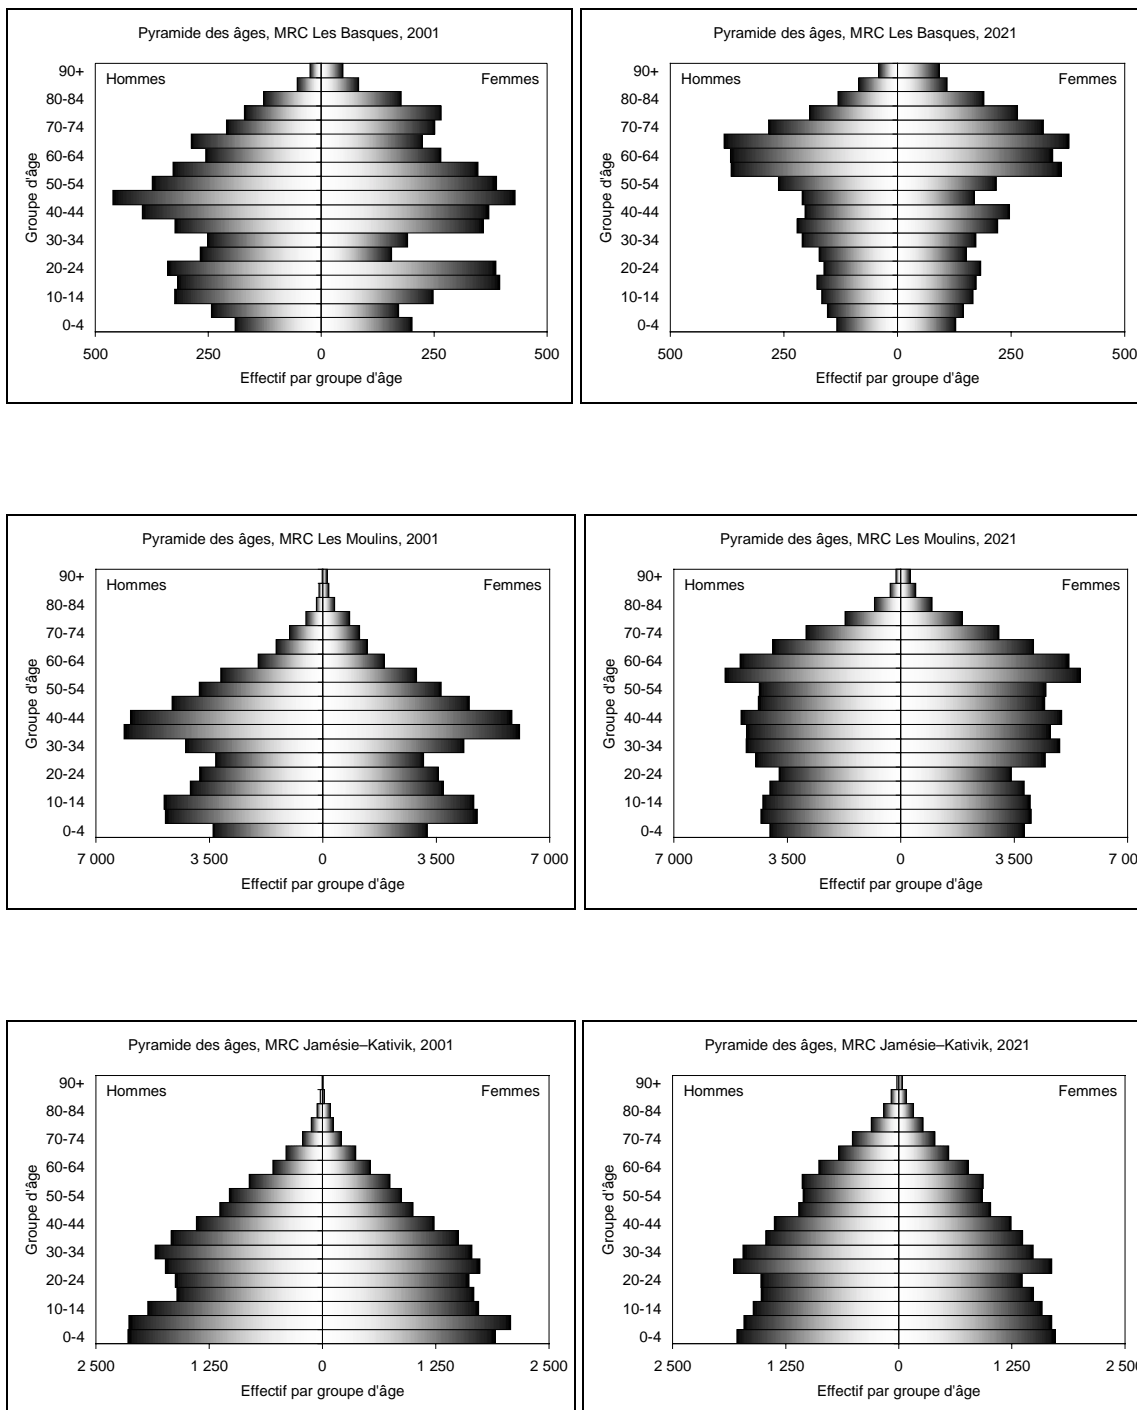 Pyramide des âges, MRC Les Basques, 2001
Hommes
Femmes
Groupe d'âge
90+
80-84
70-74
60-64
50-54
40-44
30-34
20-24
10-14
0-4
500 250 0 250 500
Effectif par groupe d'âge
Pyramide des âges, MRC Les Basques, 2021
Hommes
Femmes
Groupe d'âge
90+
80-84
70-74
60-64
50-54
40-44
30-34
20-24
10-14
0-4
500 250 0 250 500
Effectif par groupe d'âge
Pyramide des âges, MRC Les Moulins, 2001
Hommes
Femmes
Groupe d'âge
90+
80-84
70-74
60-64
50-54
40-44
30-34
20-24
10-14
0-4
7 000 3 500 0 3 500 7 000
Effectif par groupe d'âge
Pyramide des âges, MRC Les Moulins, 2021
Hommes
Femmes
Groupe d'âge
90+
80-84
70-74
60-64
50-54
40-44
30-34
20-24
10-14
0-4
7 000 3 500 0 3 500 7 00
Effectif par groupe d'âge
Pyramide des âges, MRC Jamésie–Kativik, 2001
Hommes
Femmes
Groupe d'âge
90+
80-84
70-74
60-64
50-54
40-44
30-34
20-24
10-14
0-4
2 500 1 250 0 1 250 2 500
Effectif par groupe d'âge
Pyramide des âges, MRC Jamésie–Kativik, 2021
Hommes
Femmes
Groupe d'âge
90+
80-84
70-74
60-64
50-54
40-44
30-34
20-24
10-14
0-4
2 500 1 250 0 1 250 2 500
Effectif par groupe d'âge